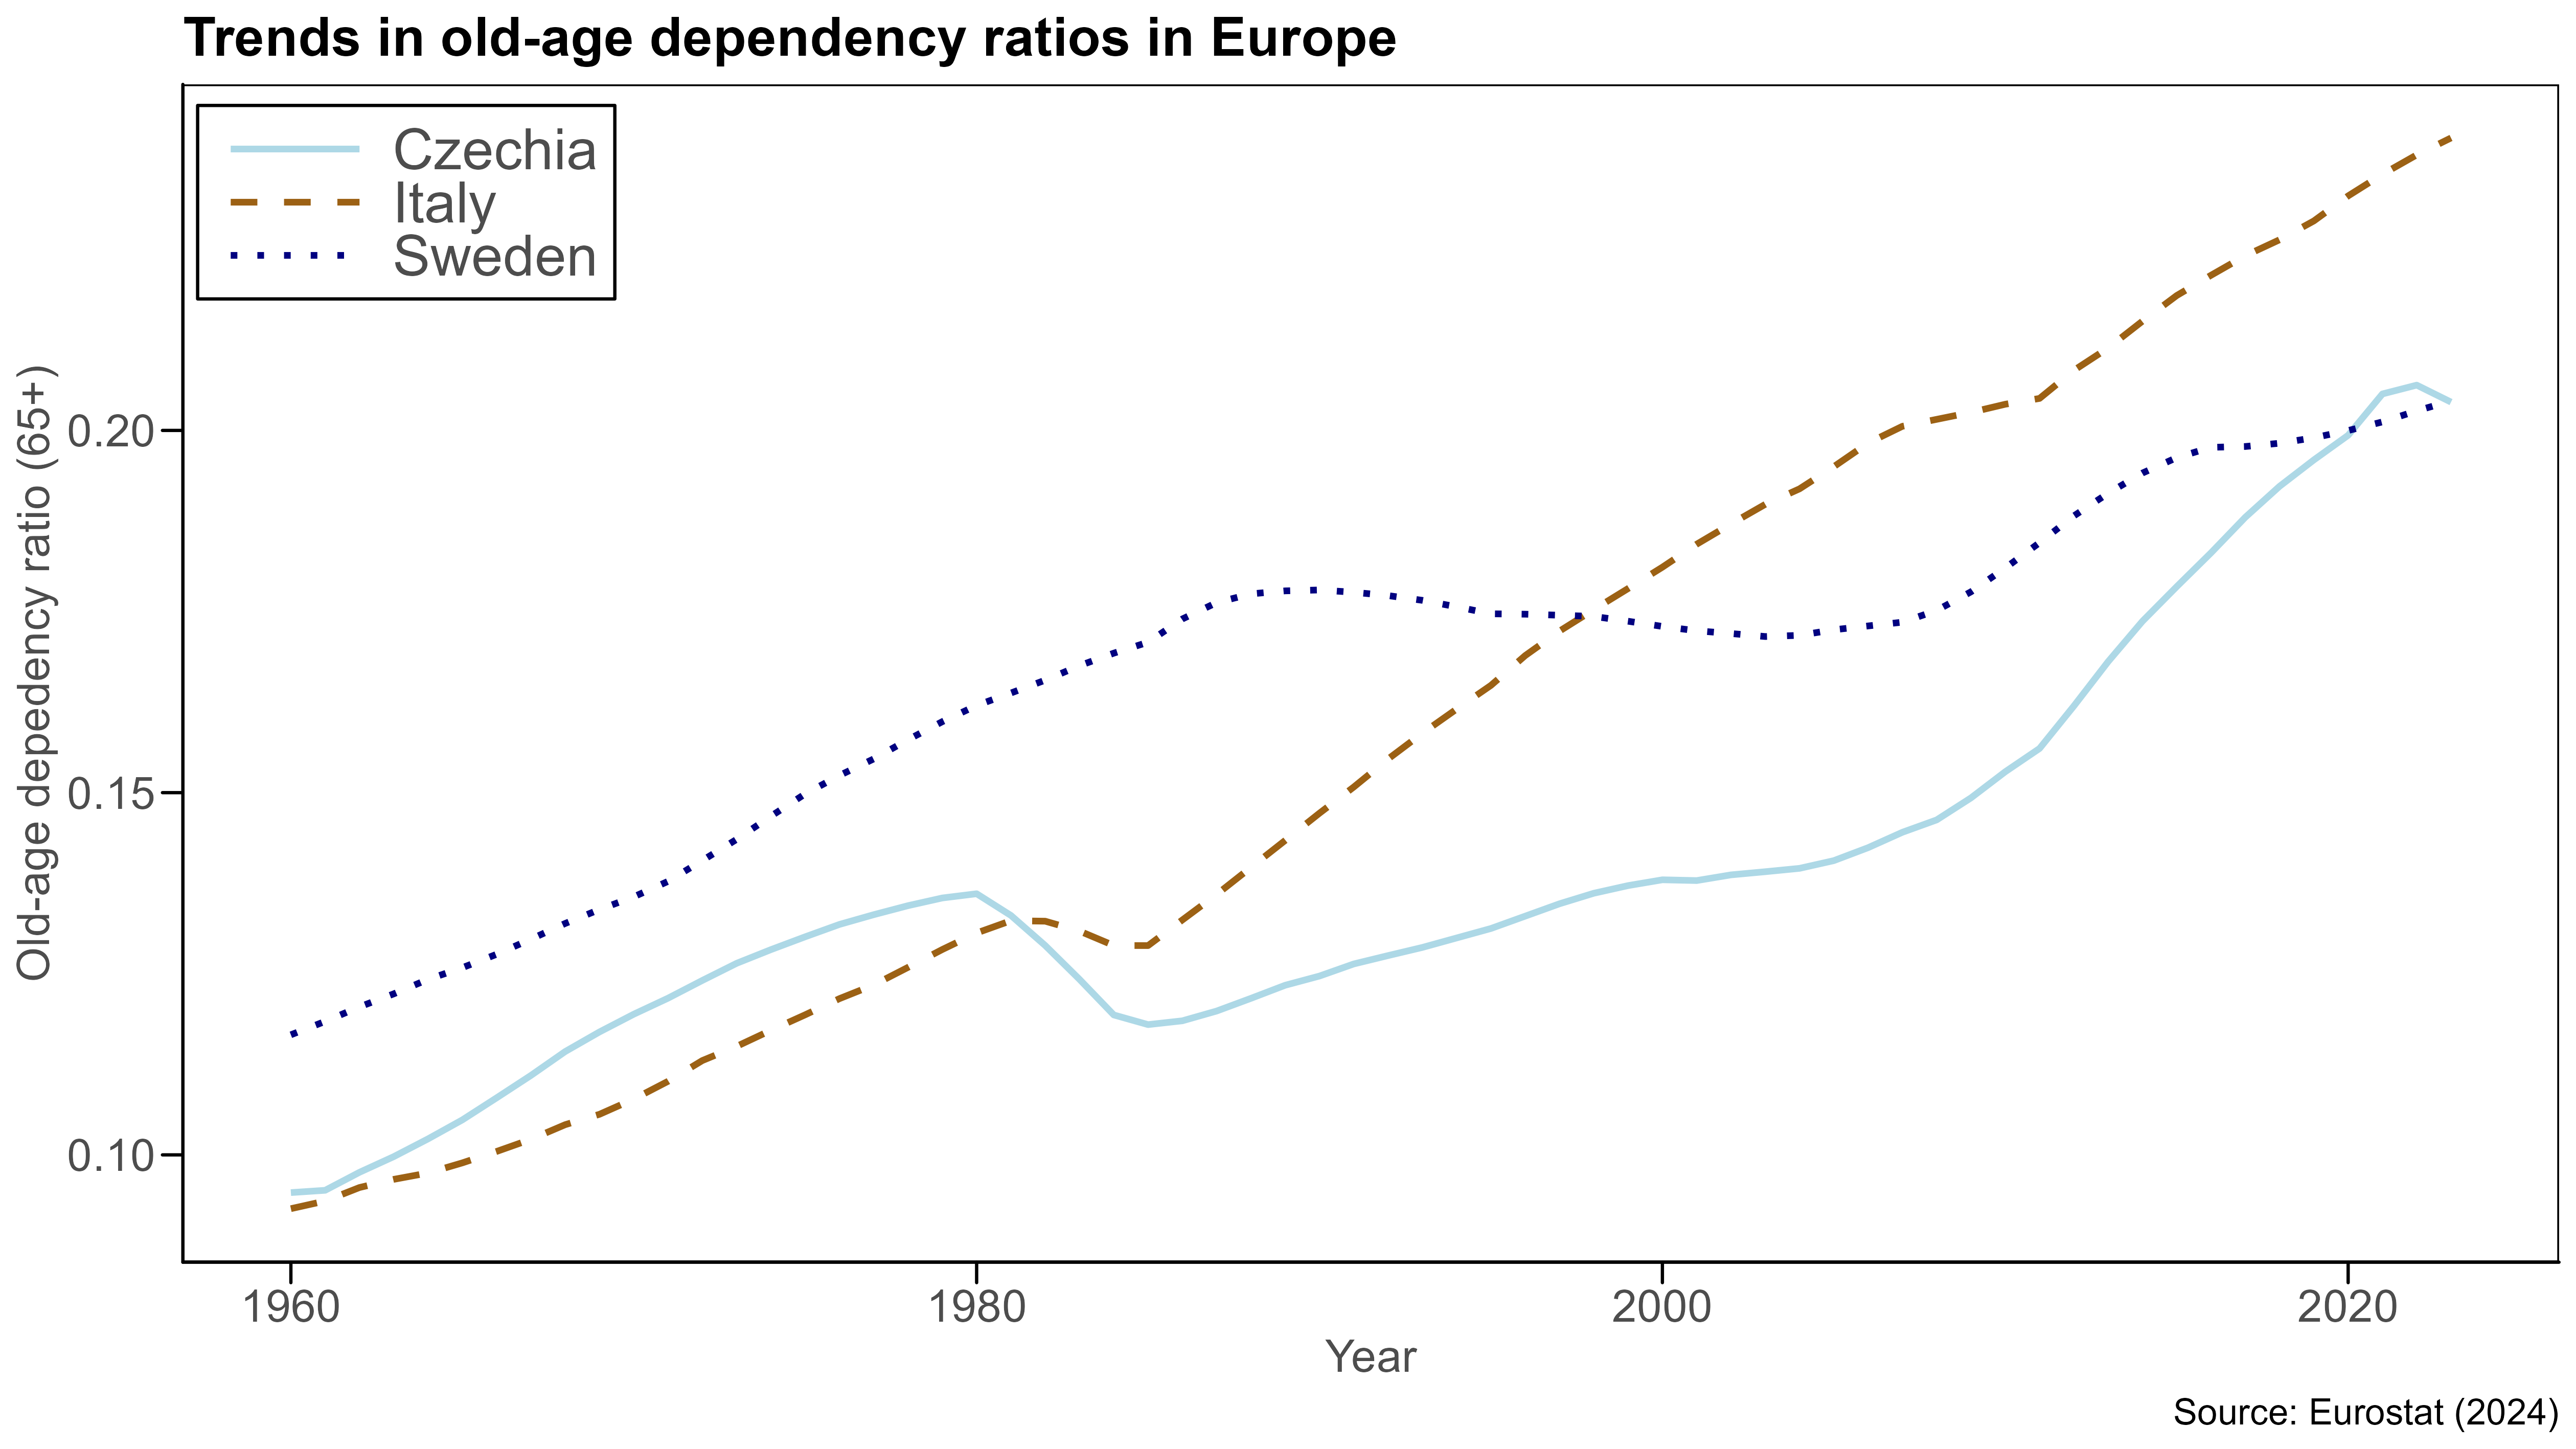 Trends in old-age dependency ratios in Europe
Czechia
Italy
Sweden
Old-age depedency ratio (65+)
0.20
0.15
0.10
1960
1980
2000
2020
Year
Source: Eurostat (2024)